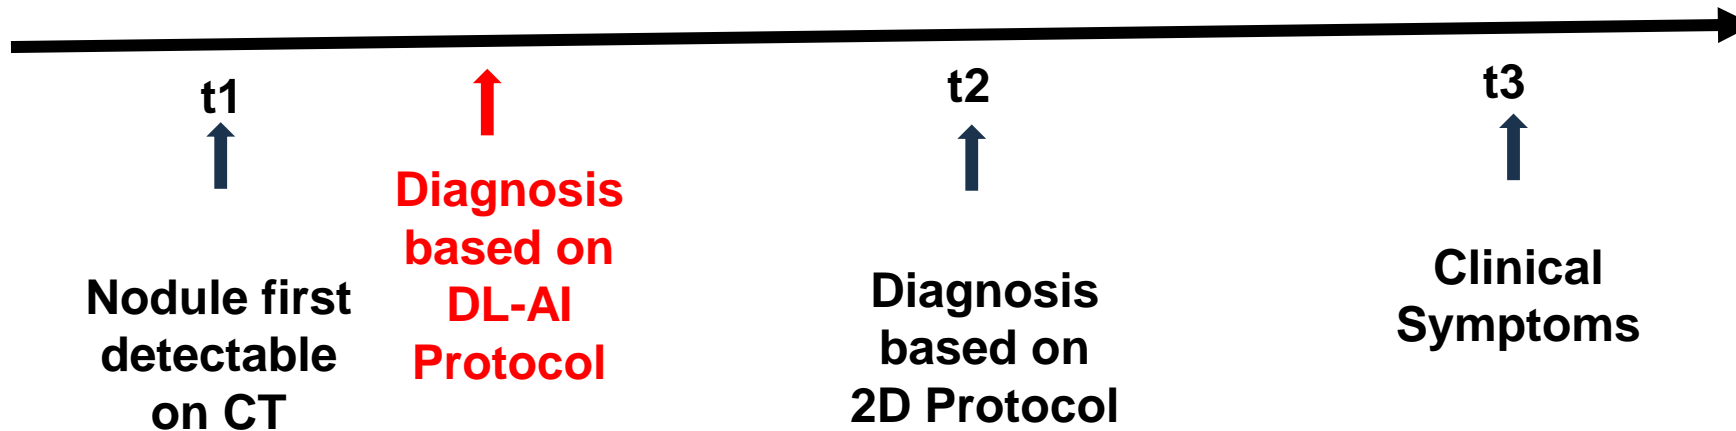 t1
Nodule first
detectable
on CT
Diagnosis
based on
DL-AI
Protocol
t2
Diagnosis
based on
2D Protocol
t3
Clinical
Symptoms